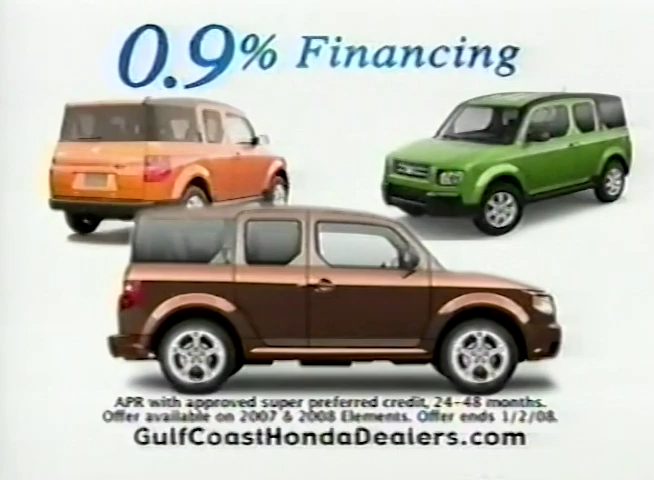 0.9% Financing
APR with approved super preferred credit, 24-48 months.
Offer available on 2007 & 2008 Elements. Offer ends 1/2/08.
GulfCoastHondaDealers.com